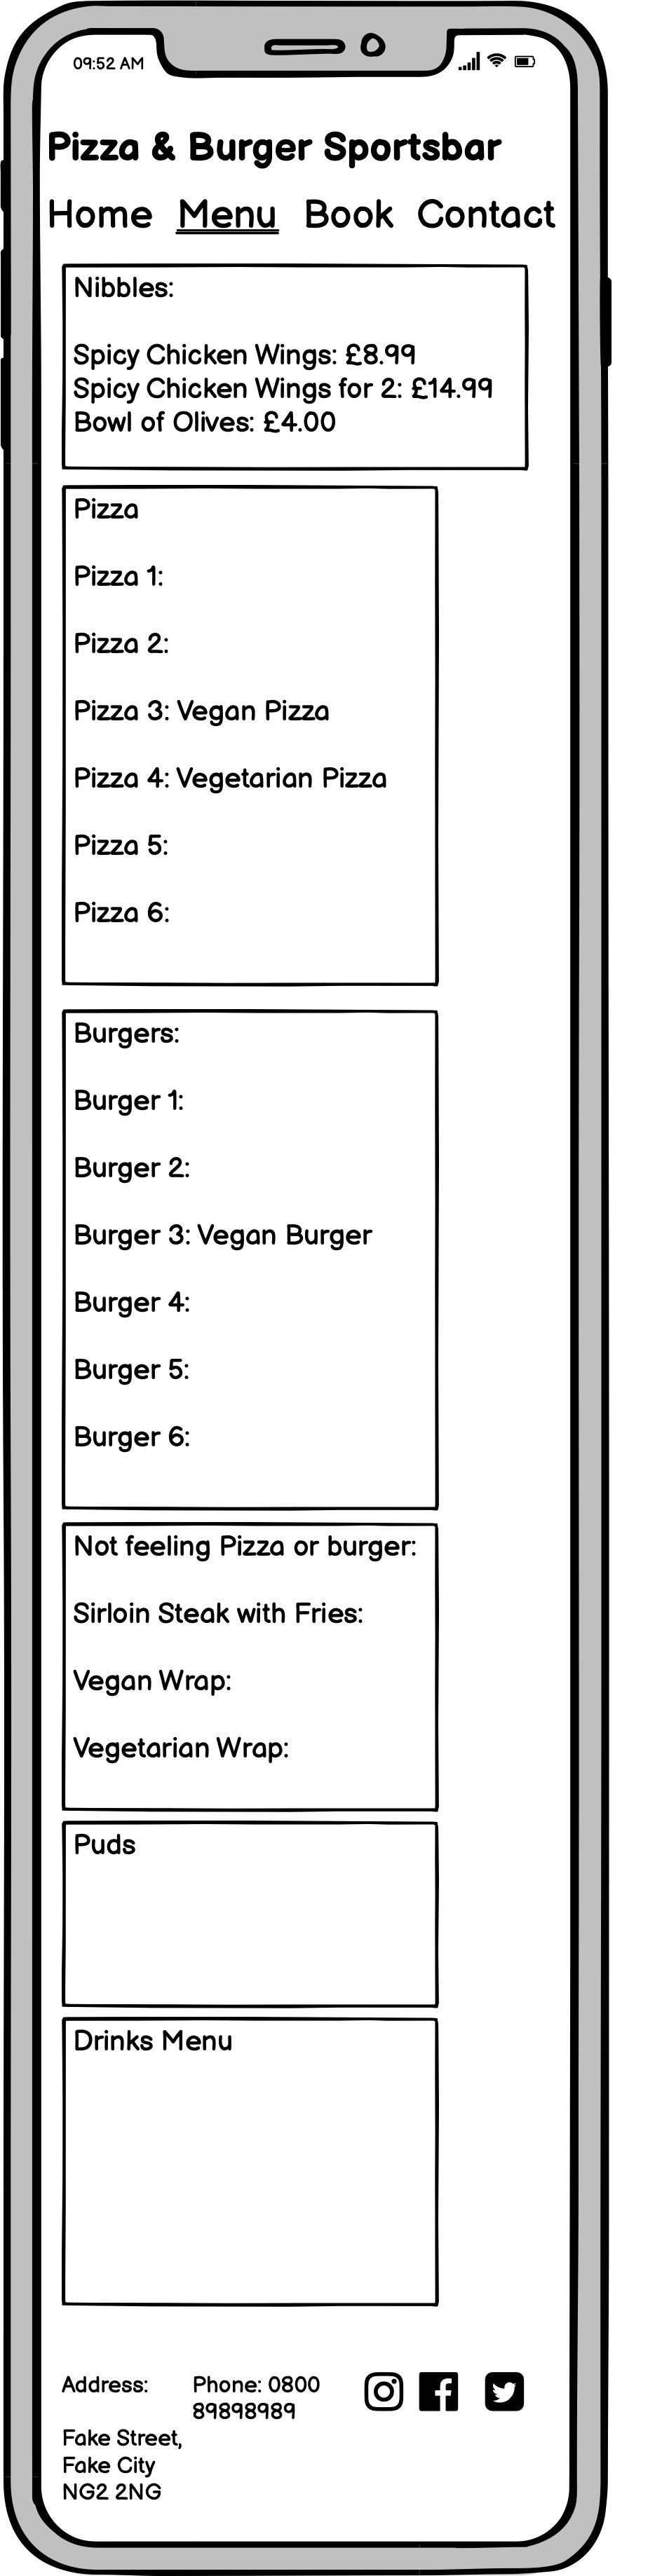 09:52 AM
Pizza & Burger Sportsbar
Home Menu Book Contact
Nibbles:
Spicy Chicken Wings: £8.99
Spicy Chicken Wings for 2: £14.99
Bowl of Olives: £4.00
Pizza
Pizza 1:
Pizza 2:
Pizza 3: Vegan Pizza
Pizza 4: Vegetarian Pizza
Pizza 5:
Pizza 6:
Burgers:
Burger 1:
Burger 2:
Burger 3: Vegan Burger
Burger 4:
Burger 5:
Burger 6:
Not feeling Pizza or burger:
Sirloin Steak with Fries:
Vegan Wrap:
Vegetarian Wrap:
Puds
Drinks Menu
Address:
Fake Street,
Fake City
NG2 2NG
Phone: 0800
89898989